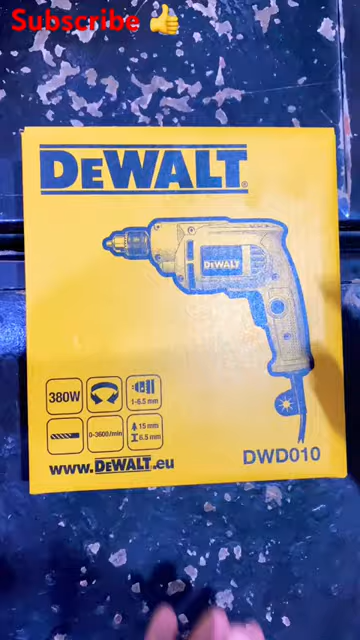 Subscribe 👍
DEWALT®
DEWALT
380W
1-6.5 mm
0-3600/min
15 mm
6.5 mm
www.DEWALT.eu
DWD010